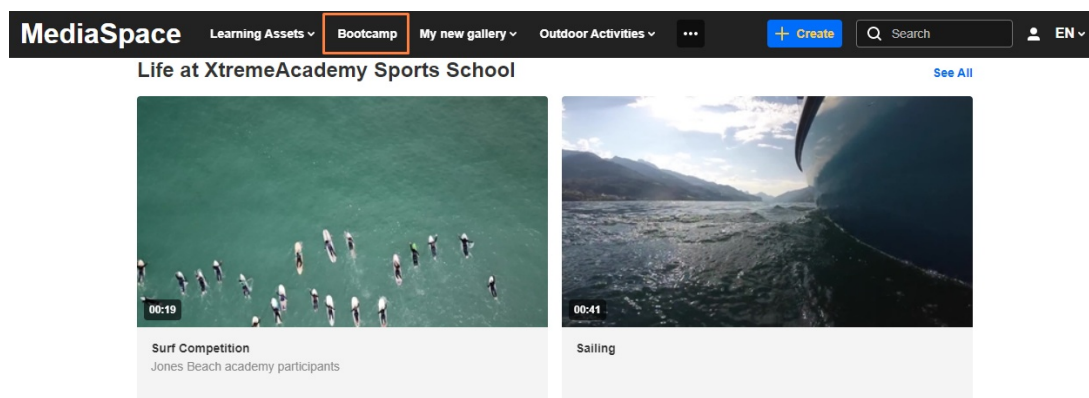 MediaSpace Learning Assets Bootcamp My new gallery Outdoor Activities ••• + Create Search EN
Life at XtremeAcademy Sports School See All
00:19 00:41
Surf Competition Sailing
Jones Beach academy participants